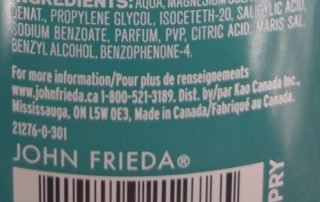 INGREDIENTS: AQUA, MAGNESIUM
DENAT., PROPYLENE GLYCOL, ISOCETETH-20, SALICYLIC ACID,
SODIUM BENZOATE, PARFUM, PVP, CITRIC ACID, MARIS SAL,
BENZYL ALCOHOL, BENZOPHENONE-4.
For more information/Pour plus de renseignements
www.johnfrieda.ca 1-800-521-3189. Dist. by/par Kao Canada Inc.,
Mississauga, ON L5W 0E3, Made in Canada/Fabriqué au Canada.
21276-0-301
JOHN FRIEDA®
PRY